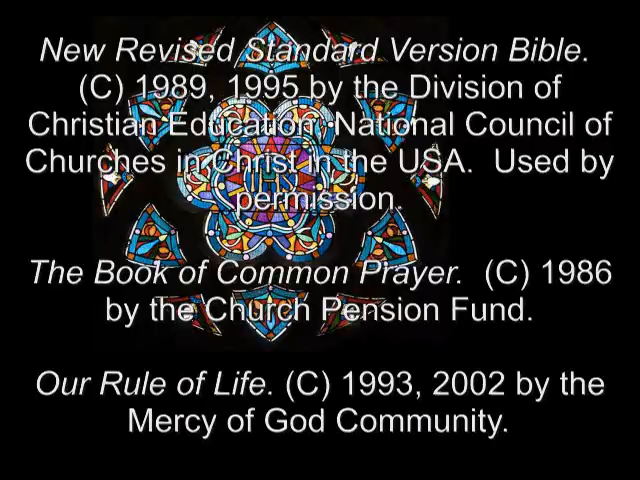 New Revised Standard Version Bible.
(C) 1989, 1995 by the Division of
Christian Education, National Council of
Churches in Christ in the USA. Used by
permission.
The Book of Common Prayer. (C) 1986
by the Church Pension Fund.
Our Rule of Life. (C) 1993, 2002 by the
Mercy of God Community.
IHS